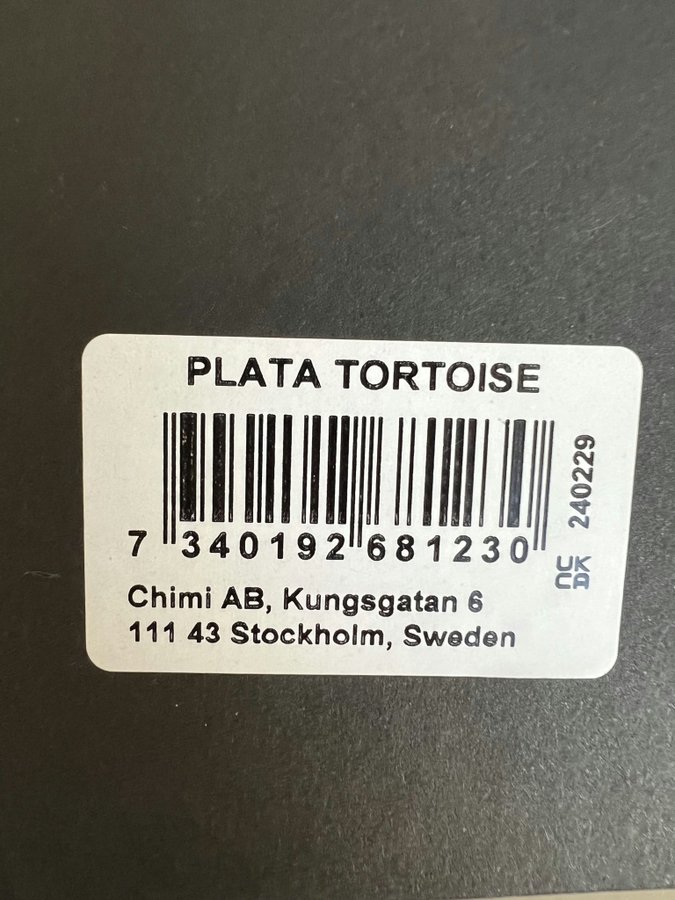 PLATA TORTOISE
7 340192 681230
240229
UK
CA
Chimi AB, Kungsgatan 6
111 43 Stockholm, Sweden